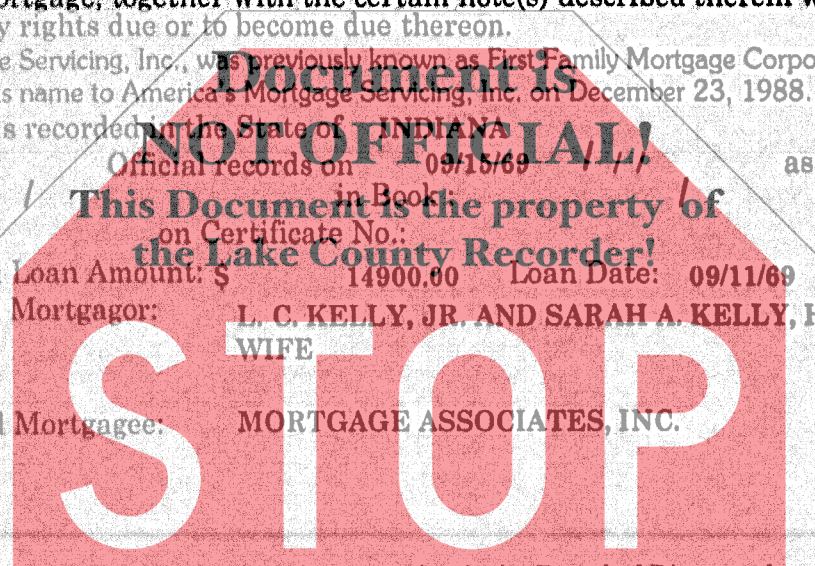 ortgage, together with the certain note(s) described therein w
y rights due or to become due thereon.
e Servicing, Inc., was previously known as First Family Mortgage Corpo
s name to America's Mortgage Servicing, Inc. on December 23, 1988.
s recorded in the State of INDIANA
Official records on 09/15/69 as
in Book:
on Certificate No.:
Loan Amount: $ 14900.00 Loan Date: 09/11/69
Mortgagor: L. C. KELLY, JR. AND SARAH A. KELLY, H
WIFE
l Mortgagee: MORTGAGE ASSOCIATES, INC.
Document is
NOT OFFICIAL!
This Document is the property of
the Lake County Recorder!
STOP